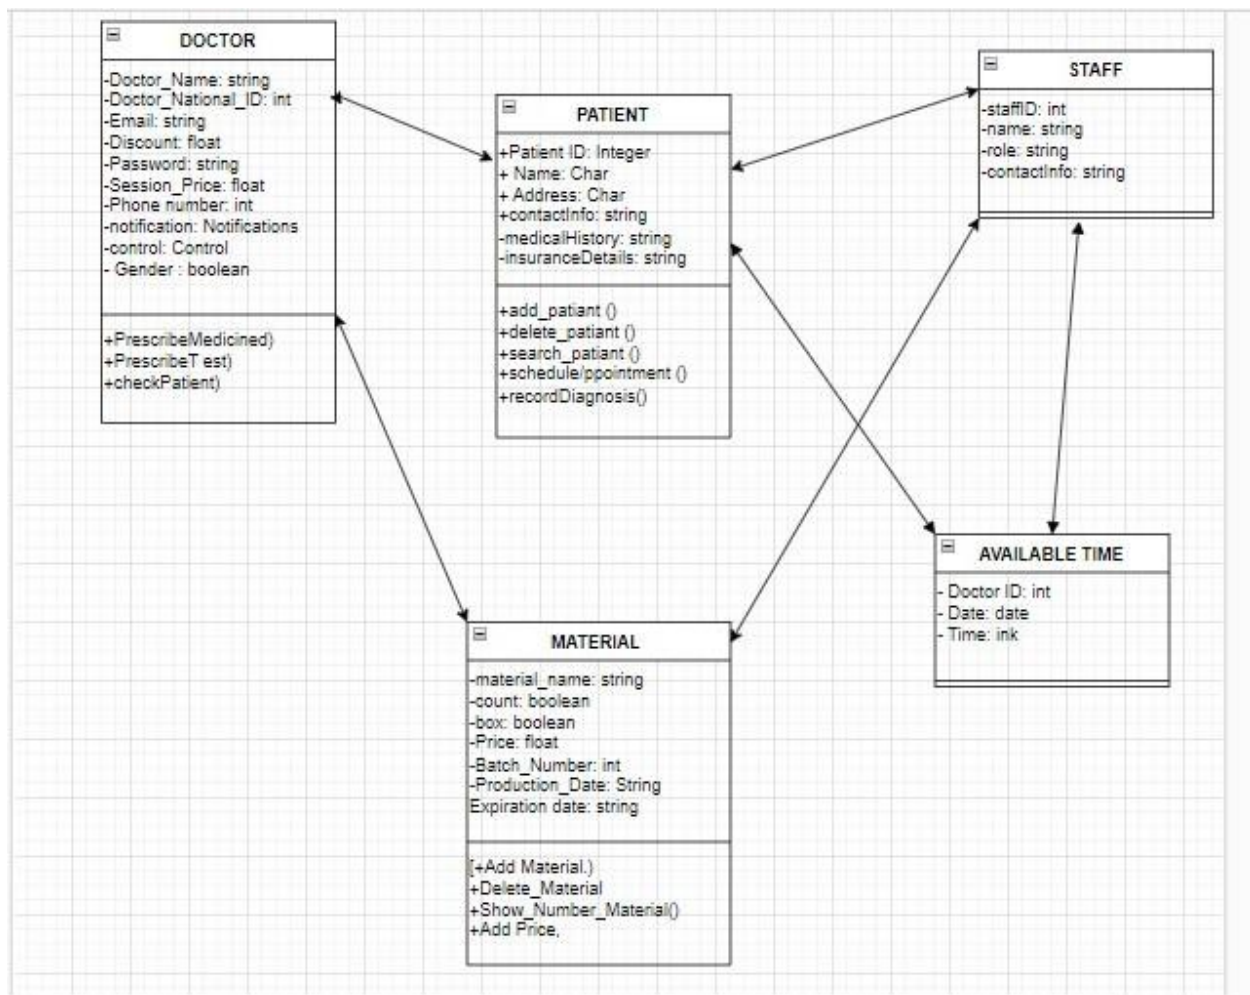 DOCTOR
-Doctor_Name: string
-Doctor_National_ID: int
-Email: string
-Discount: float
-Password: string
-Session_Price: float
-Phone number: int
-notification: Notifications
-control: Control
- Gender : boolean
+PrescribeMedicined)
+PrescribeT est)
+checkPatient)
PATIENT
+Patient ID: Integer
+ Name: Char
+ Address: Char
+contactInfo: string
-medicalHistory: string
-insuranceDetails: string
+add_patiant ()
+delete_patiant ()
+search_patiant ()
+schedule/ppointment ()
+recordDiagnosis()
STAFF
-staffID: int
-name: string
-role: string
-contactInfo: string
AVAILABLE TIME
- Doctor ID: int
- Date: date
- Time: ink
MATERIAL
-material_name: string
-count: boolean
-box: boolean
-Price: float
-Batch_Number: int
-Production_Date: String
Expiration date: string
[+Add Material.)
+Delete_Material
+Show_Number_Material()
+Add Price,